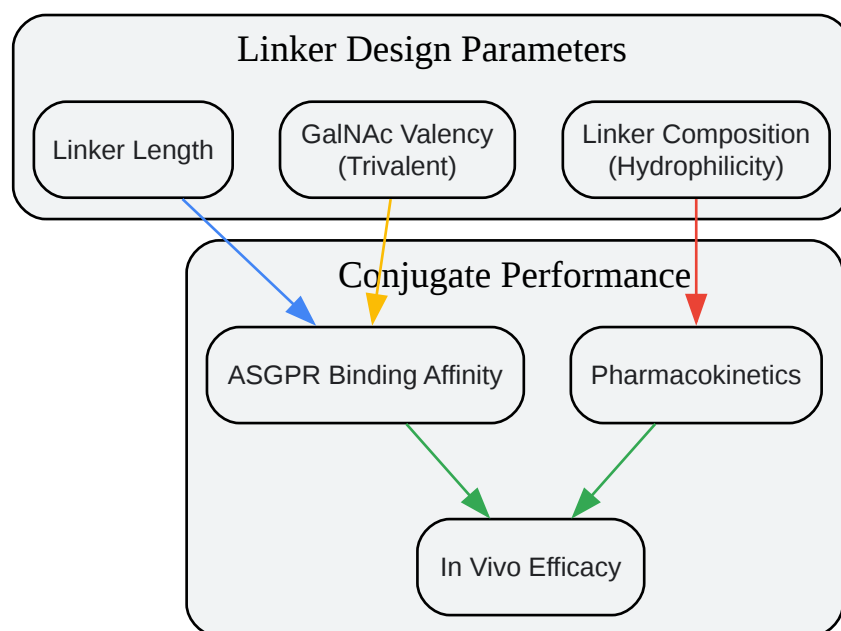 Linker Design Parameters
Linker Length
GalNAc Valency
(Trivalent)
Linker Composition
(Hydrophilicity)
Conjugate Performance
ASGPR Binding Affinity
Pharmacokinetics
In Vivo Efficacy